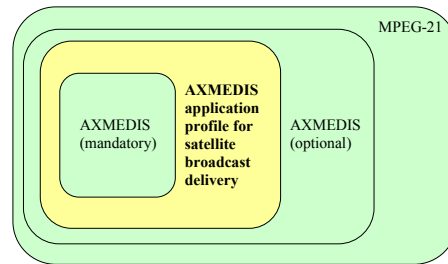 MPEG-21
AXMEDIS
(mandatory)
AXMEDIS
application
profile for
satellite
broadcast
delivery
AXMEDIS
(optional)